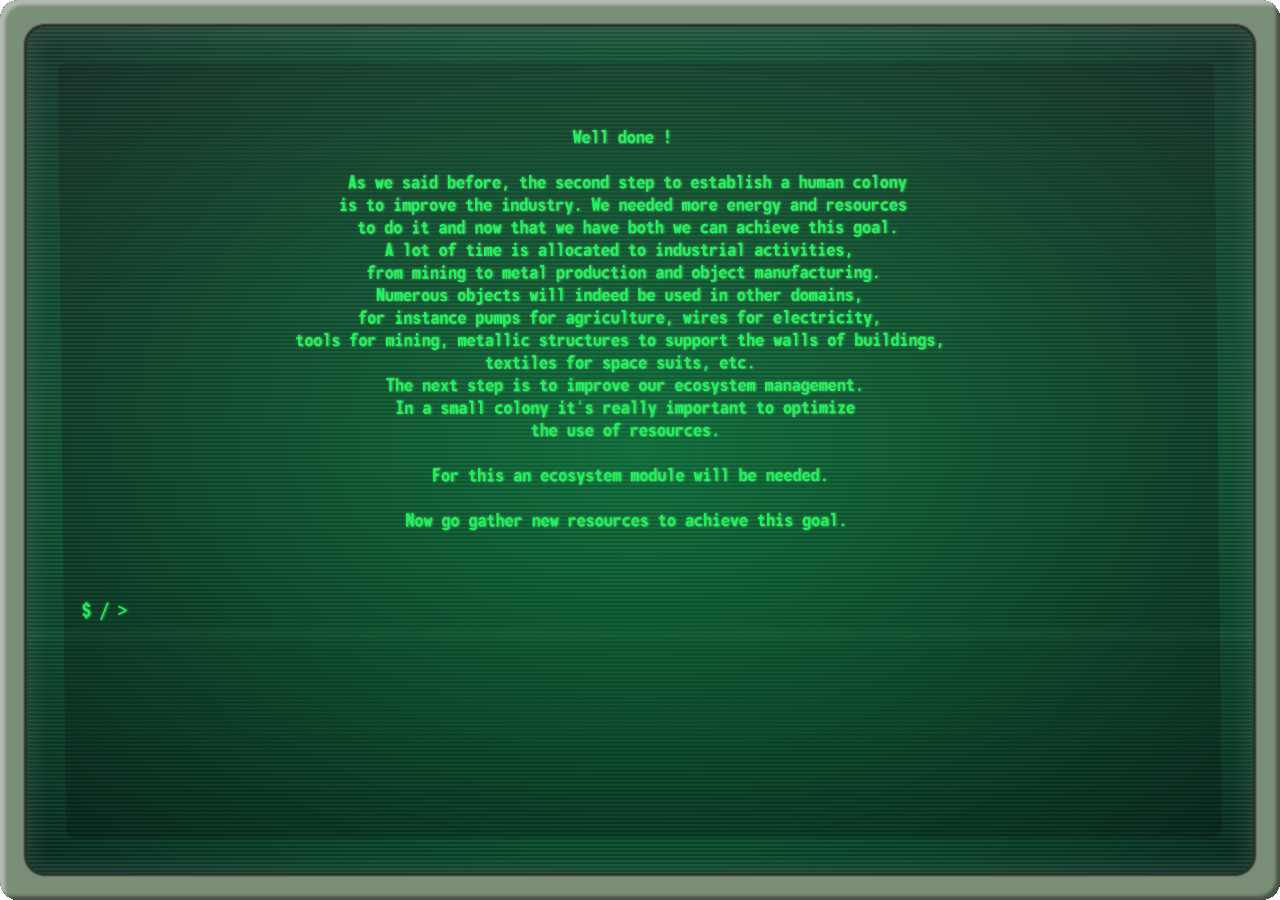 Well done !
As we said before, the second step to establish a human colony
is to improve the industry. We needed more energy and resources
to do it and now that we have both we can achieve this goal.
A lot of time is allocated to industrial activities,
from mining to metal production and object manufacturing.
Numerous objects will indeed be used in other domains,
for instance pumps for agriculture, wires for electricity,
tools for mining, metallic structures to support the walls of buildings,
textiles for space suits, etc.
The next step is to improve our ecosystem management.
In a small colony it's really important to optimize
the use of resources.
For this an ecosystem module will be needed.
Now go gather new resources to achieve this goal.
$ / >